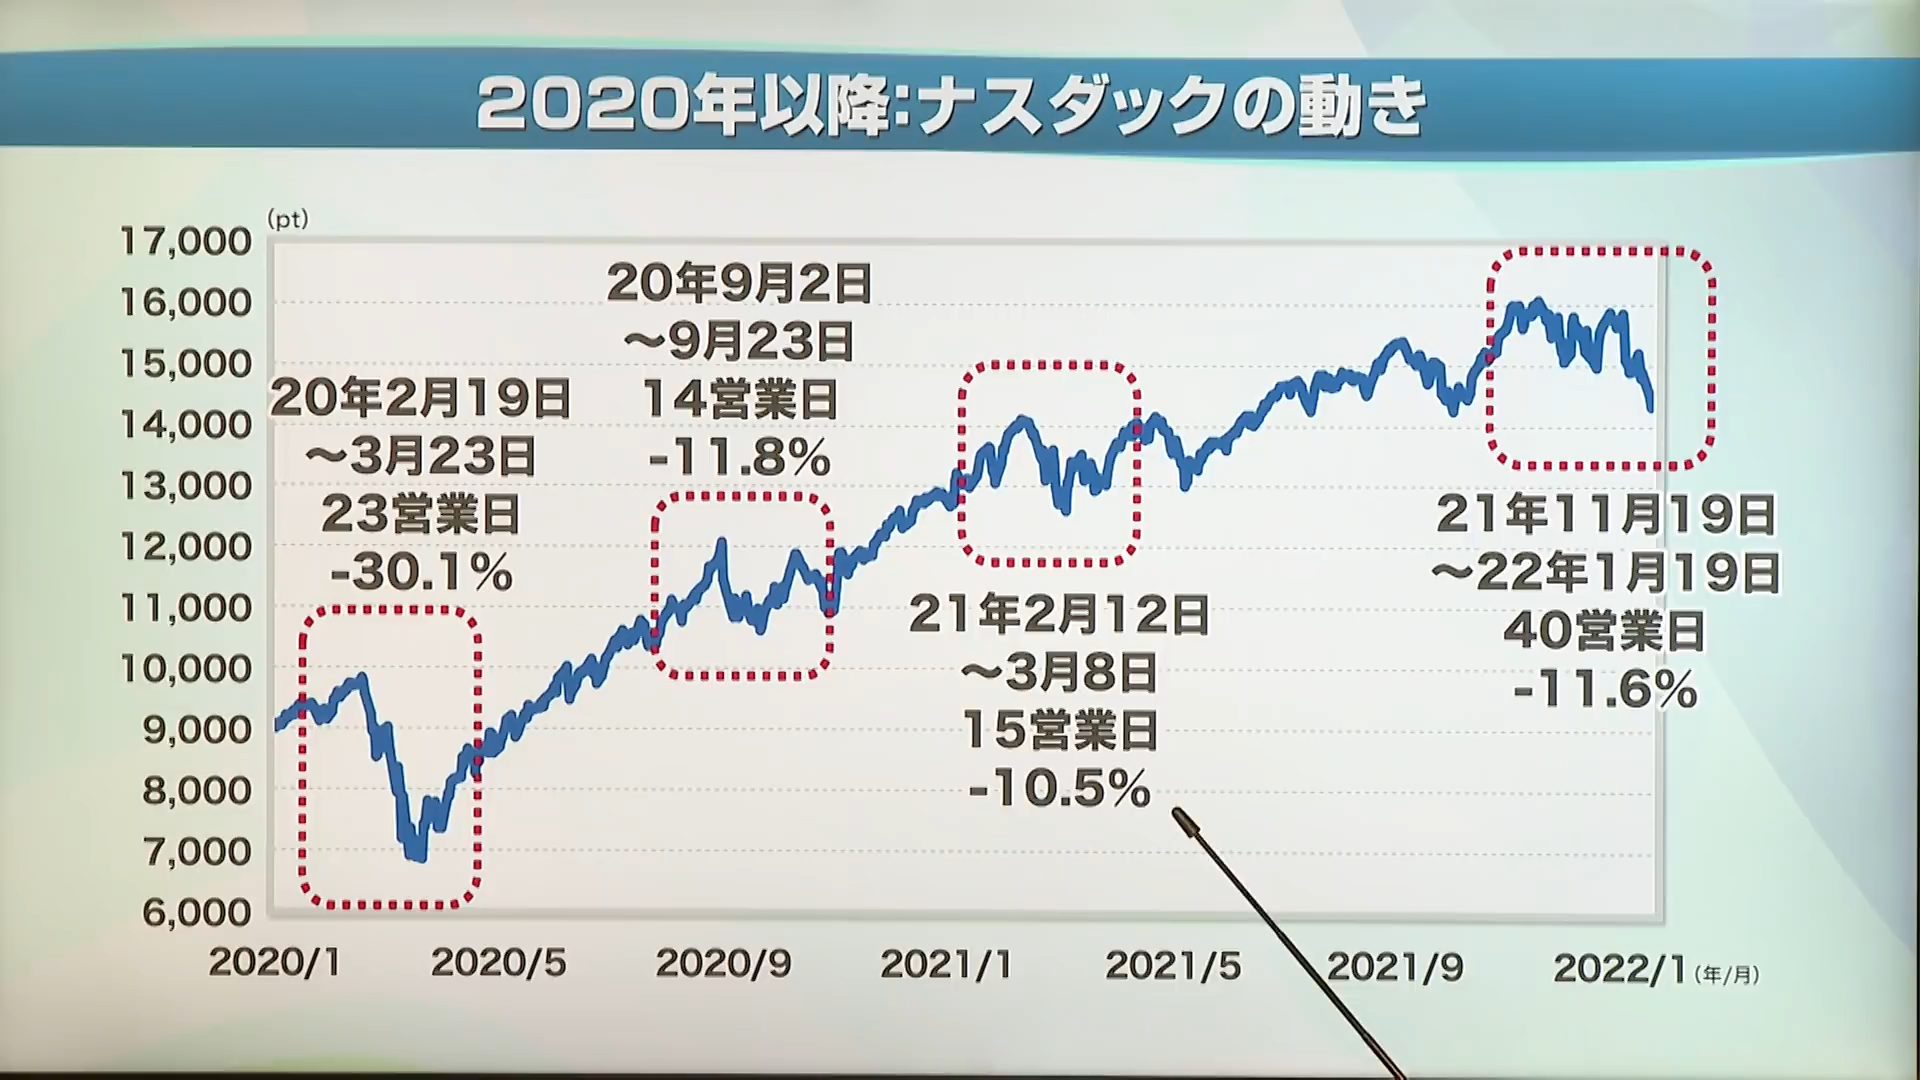 2020年以降:ナスダックの動き
(pt)
17,000
16,000
15,000
14,000
13,000
12,000
11,000
10,000
9,000
8,000
7,000
6,000
20年2月19日
～3月23日
23営業日
-30.1%
20年9月2日
～9月23日
14営業日
-11.8%
21年2月12日
～3月8日
15営業日
-10.5%
21年11月19日
～22年1月19日
40営業日
-11.6%
2020/1 2020/5 2020/9 2021/1 2021/5 2021/9 2022/1 (年/月)